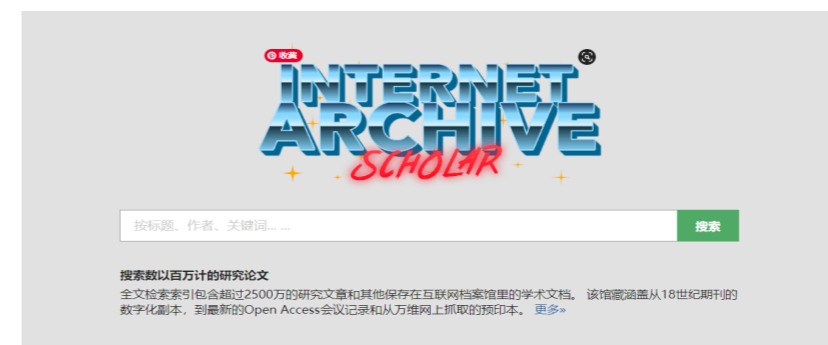 收藏
INTERNET
ARCHIVE
SCHOLAR
按标题、作者、关键词... ...
搜索
搜索数以百万计的研究论文
全文检索索引包含超过2500万的研究文章和其他保存在互联网档案馆里的学术文档。 该馆藏涵盖从18世纪期刊的
数字化副本，到最新的Open Access会议记录和从万维网上抓取的预印本。 更多»